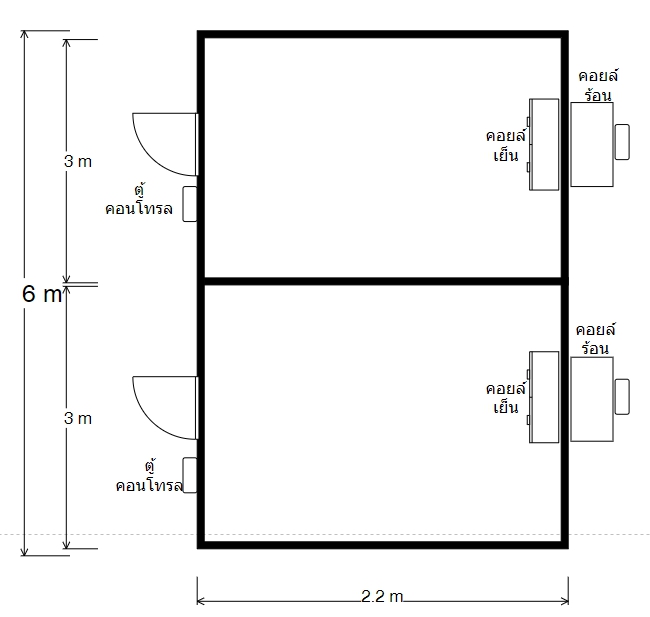 คอยล์
ร้อน
คอยล์
เย็น
3 m
ตู้
คอนโทรล
6 m
คอยล์
ร้อน
คอยล์
เย็น
3 m
ตู้
คอนโทรล
2.2 m